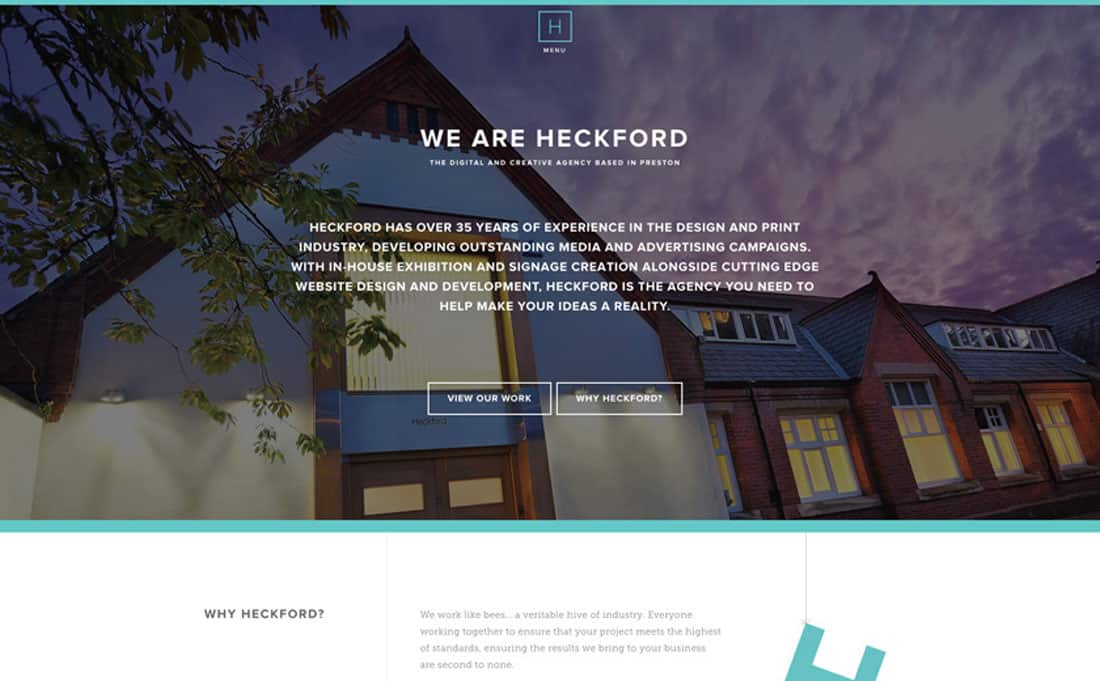 H
MENU
WE ARE HECKFORD
THE DIGITAL AND CREATIVE AGENCY BASED IN PRESTON
HECKFORD HAS OVER 35 YEARS OF EXPERIENCE IN THE DESIGN AND PRINT
INDUSTRY, DEVELOPING OUTSTANDING MEDIA AND ADVERTISING CAMPAIGNS.
WITH IN-HOUSE EXHIBITION AND SIGNAGE CREATION ALONGSIDE CUTTING EDGE
WEBSITE DESIGN AND DEVELOPMENT, HECKFORD IS THE AGENCY YOU NEED TO
HELP MAKE YOUR IDEAS A REALITY.
VIEW OUR WORK
WHY HECKFORD?
Heckford
WHY HECKFORD?
We work like bees... a veritable hive of industry. Everyone
working together to ensure that your project meets the highest
of standards, ensuring the results we bring to your business
are second to none.
H